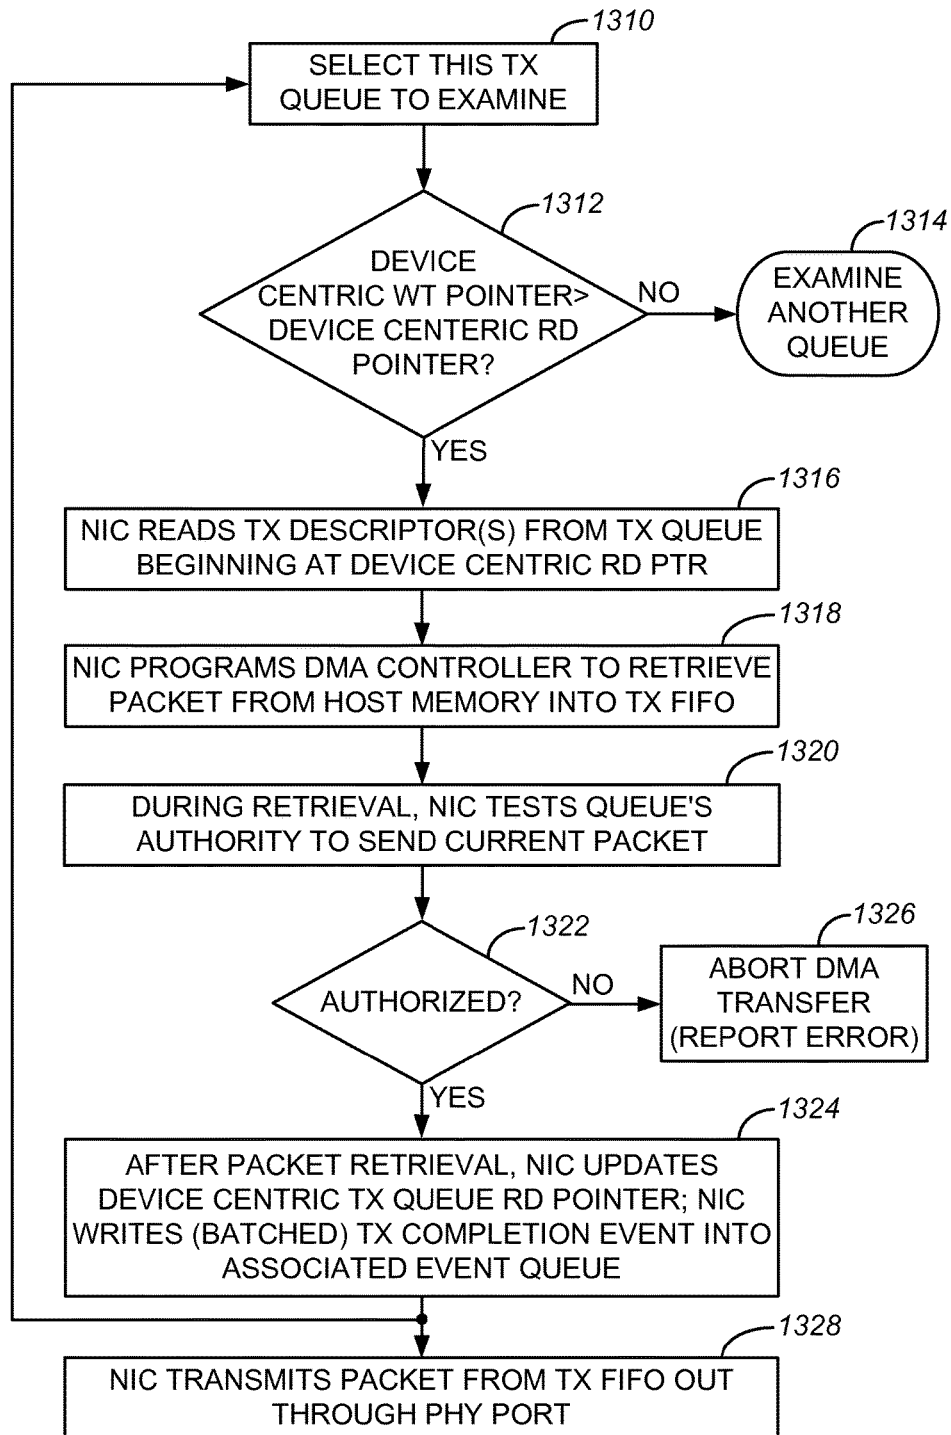 1310
SELECT THIS TX
QUEUE TO EXAMINE
1312
DEVICE
CENTRIC WT POINTER>
DEVICE CENTERIC RD
POINTER?
NO
1314
EXAMINE
ANOTHER
QUEUE
YES
1316
NIC READS TX DESCRIPTOR(S) FROM TX QUEUE
BEGINNING AT DEVICE CENTRIC RD PTR
1318
NIC PROGRAMS DMA CONTROLLER TO RETRIEVE
PACKET FROM HOST MEMORY INTO TX FIFO
1320
DURING RETRIEVAL, NIC TESTS QUEUE'S
AUTHORITY TO SEND CURRENT PACKET
1322
AUTHORIZED?
NO
1326
ABORT DMA
TRANSFER
(REPORT ERROR)
YES
1324
AFTER PACKET RETRIEVAL, NIC UPDATES
DEVICE CENTRIC TX QUEUE RD POINTER; NIC
WRITES (BATCHED) TX COMPLETION EVENT INTO
ASSOCIATED EVENT QUEUE
1328
NIC TRANSMITS PACKET FROM TX FIFO OUT
THROUGH PHY PORT